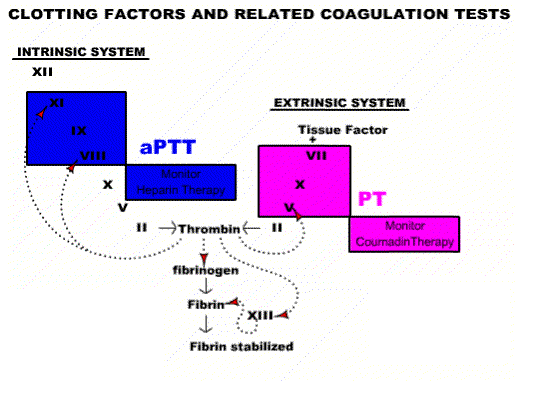 CLOTTING FACTORS AND RELATED COAGULATION TESTS
INTRINSIC SYSTEM
XII
EXTRINSIC SYSTEM
XI
Tissue Factor
+
IX
aPTT
VIII
VII
Monitor
Heparin Therapy
X
X
PT
V
V
II
Thrombin
II
Monitor
CoumadinTherapy
fibrinogen
Fibrin
XIII
Fibrin stabilized